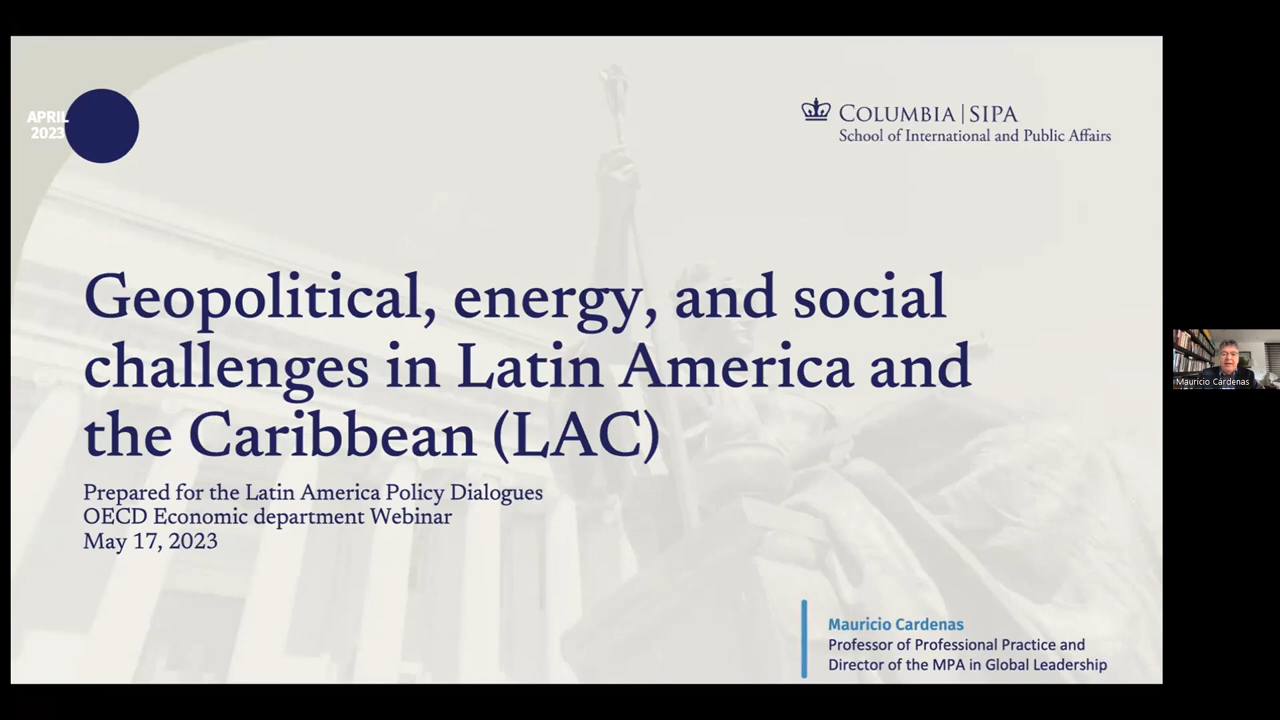 APRIL
2023
COLUMBIA | SIPA
School of International and Public Affairs
Geopolitical, energy, and social
challenges in Latin America and
the Caribbean (LAC)
Prepared for the Latin America Policy Dialogues
OECD Economic department Webinar
May 17, 2023
Mauricio Cardenas
Professor of Professional Practice and
Director of the MPA in Global Leadership
Mauricio Cárdenas